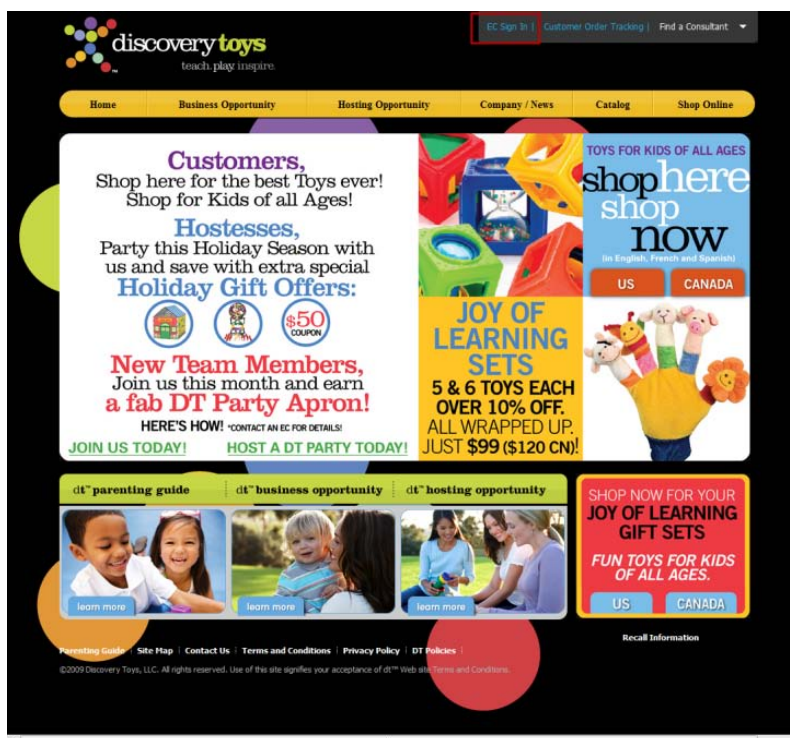 EC Sign In | Customer Order Tracking | Find a Consultant
discovery toys
teach. play. inspire.
™
Home Business Opportunity Hosting Opportunity Company / News Catalog Shop Online
Customers,
Shop here for the best Toys ever!
Shop for Kids of all Ages!
Hostesses,
Party this Holiday Season with
us and save with extra special
Holiday Gift Offers:
$50
COUPON
New Team Members,
Join us this month and earn
a fab DT Party Apron!
HERE'S HOW! *CONTACT AN EC FOR DETAILS!
JOIN US TODAY! HOST A DT PARTY TODAY!
JOY OF
LEARNING
SETS
5 & 6 TOYS EACH
OVER 10% OFF.
ALL WRAPPED UP.
JUST $99 ($120 CN)!
TOYS FOR KIDS OF ALL AGES
shop here
shop
now
(in English, French and Spanish)
US CANADA
dt™ parenting guide dt™ business opportunity dt™ hosting opportunity
learn more learn more learn more
SHOP NOW FOR YOUR
JOY OF LEARNING
GIFT SETS
FUN TOYS FOR KIDS
OF ALL AGES.
US CANADA
Recall Information
Parenting Guide | Site Map | Contact Us | Terms and Conditions | Privacy Policy | DT Policies |
©2009 Discovery Toys, LLC. All rights reserved. Use of this site signifies your acceptance of dt™ Web site Terms and Conditions.